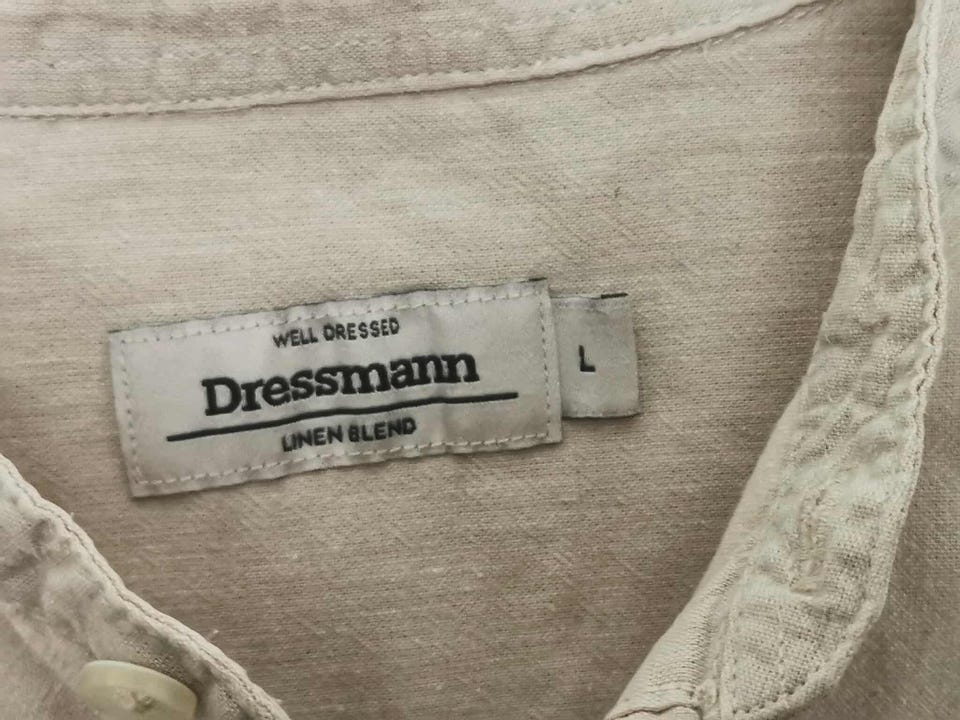 WELL DRESSED
Dressmann
LINEN BLEND
L